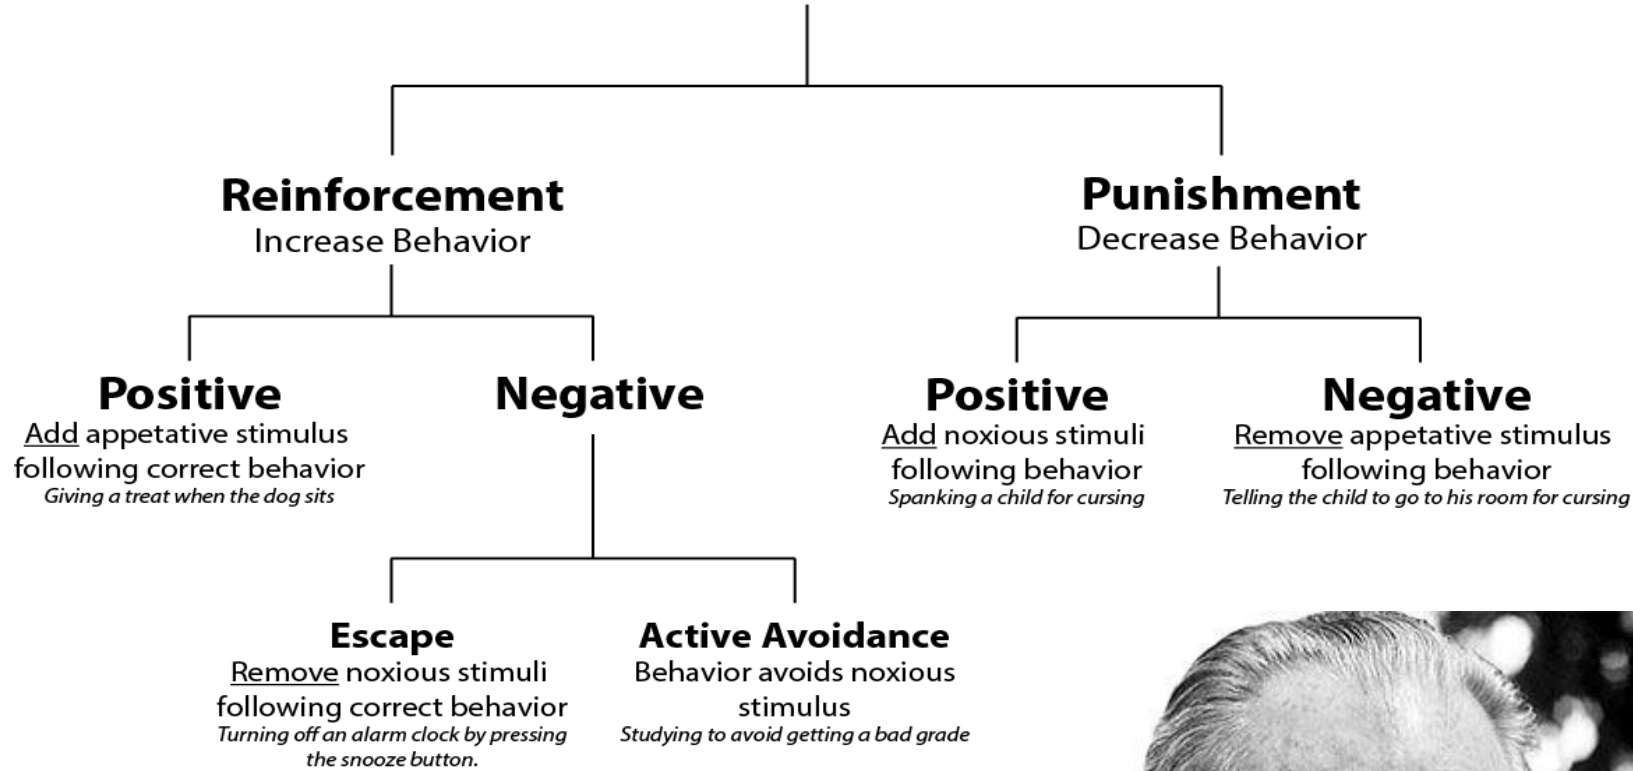 Reinforcement
Increase Behavior
Punishment
Decrease Behavior
Positive
Add appetative stimulus
following correct behavior
Giving a treat when the dog sits
Negative
Positive
Add noxious stimuli
following behavior
Spanking a child for cursing
Negative
Remove appetative stimulus
following behavior
Telling the child to go to his room for cursing
Escape
Remove noxious stimuli
following correct behavior
Turning off an alarm clock by pressing
the snooze button.
Active Avoidance
Behavior avoids noxious
stimulus
Studying to avoid getting a bad grade